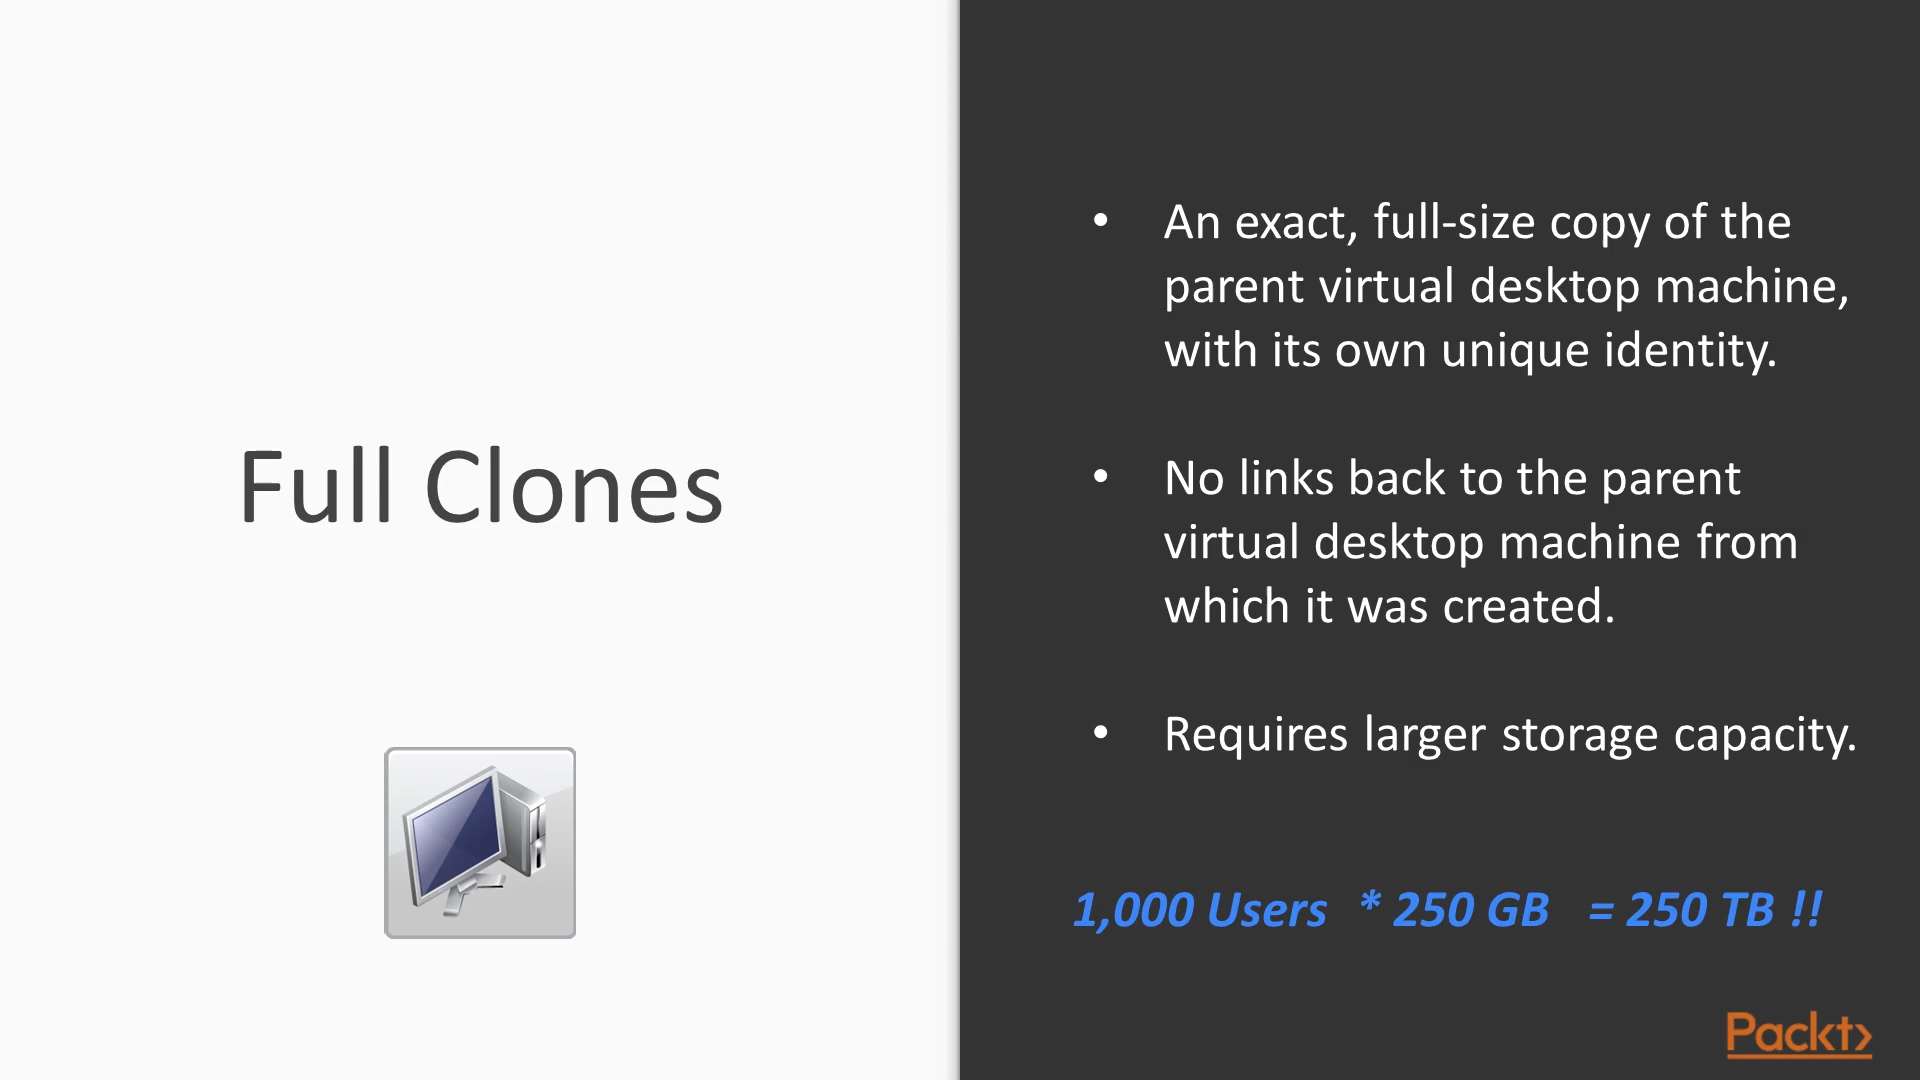 Full Clones
• An exact, full-size copy of the
parent virtual desktop machine,
with its own unique identity.
• No links back to the parent
virtual desktop machine from
which it was created.
• Requires larger storage capacity.
1,000 Users * 250 GB = 250 TB !!
Packt>